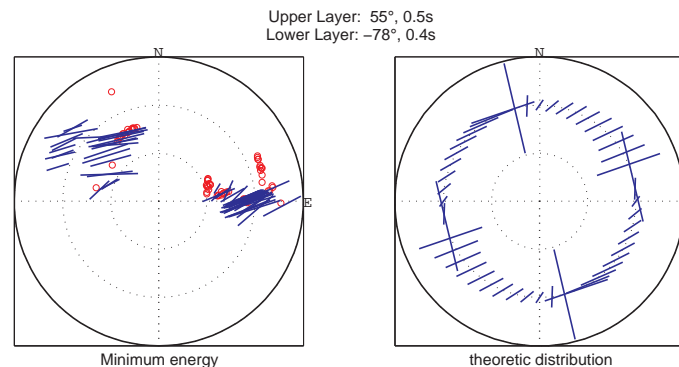 Upper Layer: 55°, 0.5s
Lower Layer: −78°, 0.4s
N
N
E
Minimum energy
theoretic distribution